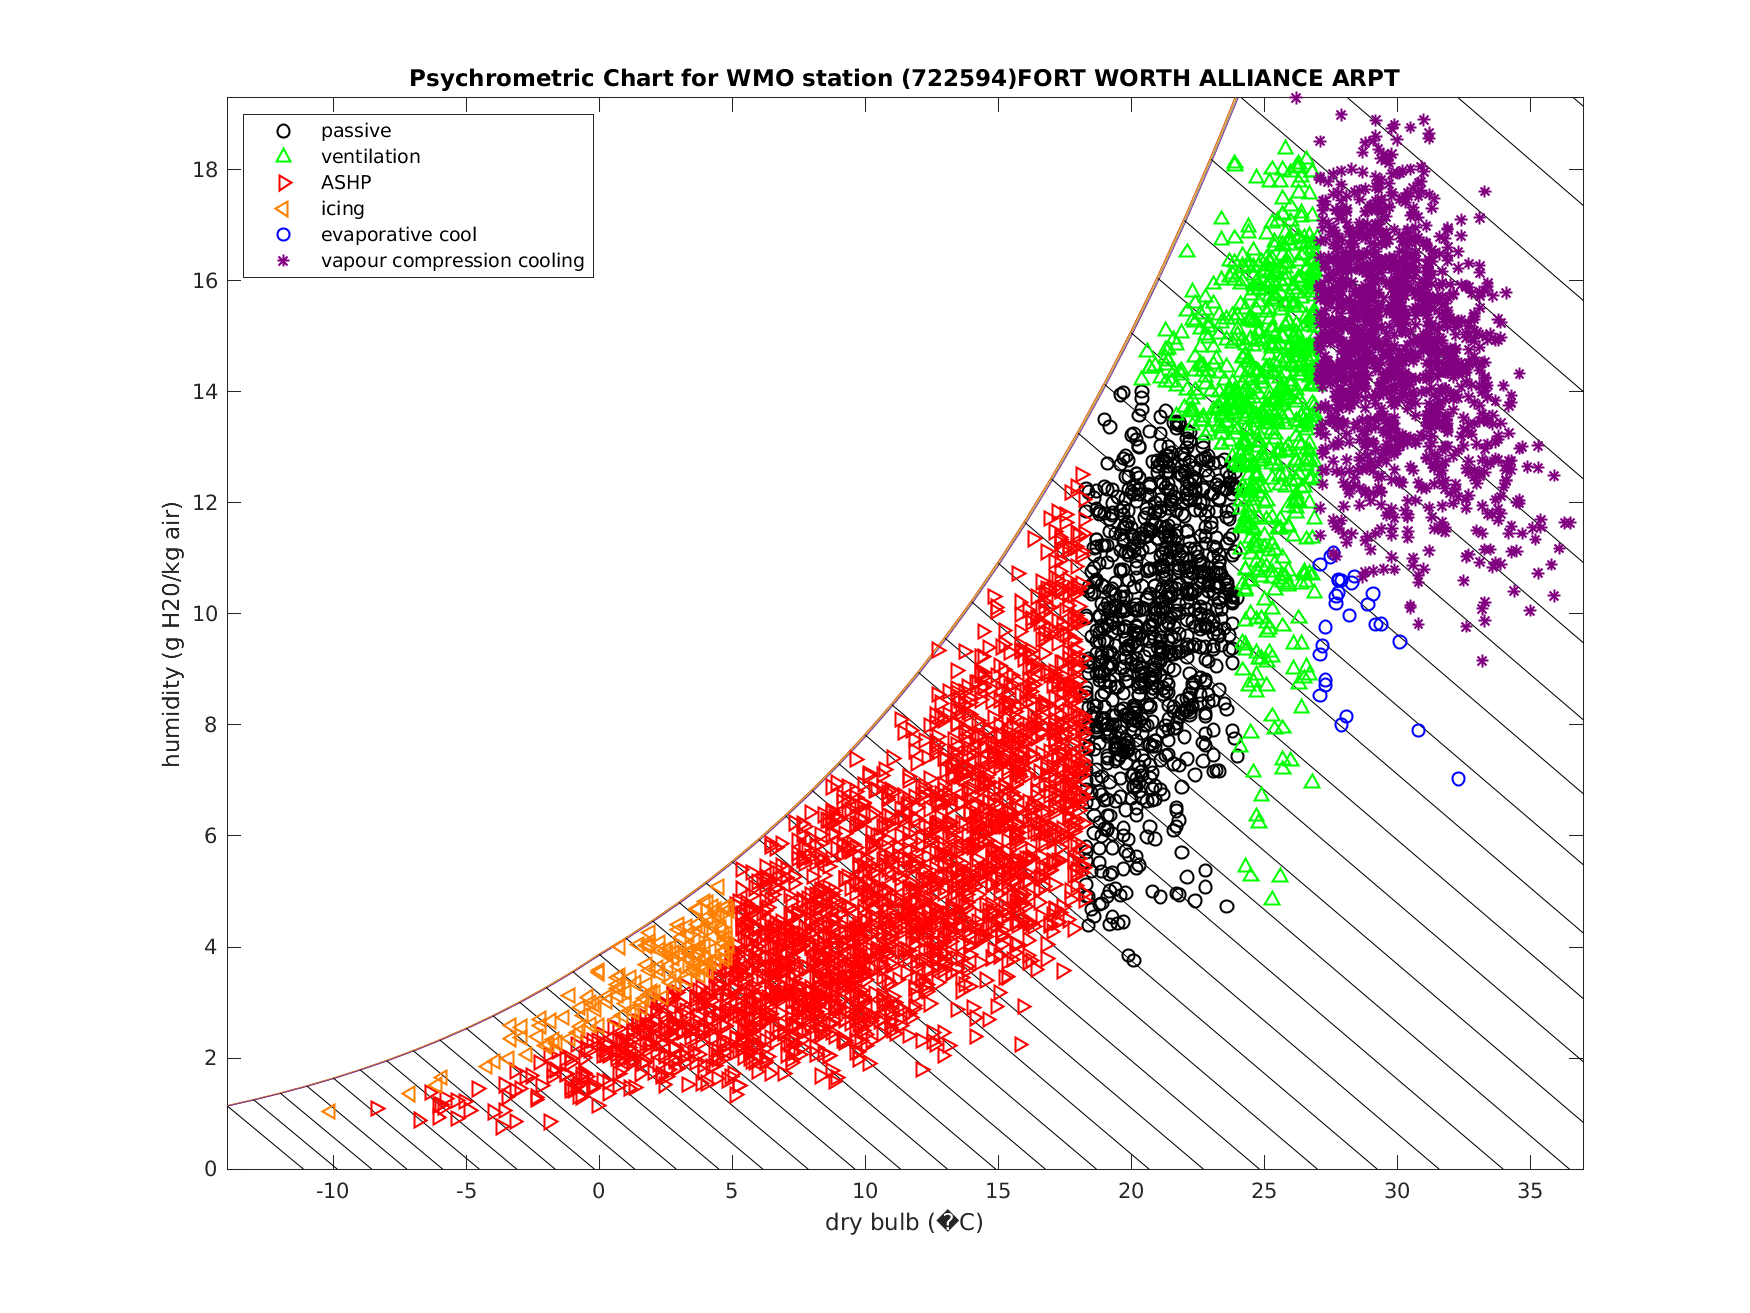 Psychrometric Chart for WMO station (722594)FORT WORTH ALLIANCE ARPT
passive
ventilation
ASHP
icing
evaporative cool
vapour compression cooling
humidity (g H20/kg air)
18
16
14
12
10
8
6
4
2
0
-10 -5 0 5 10 15 20 25 30 35
dry bulb (�C)